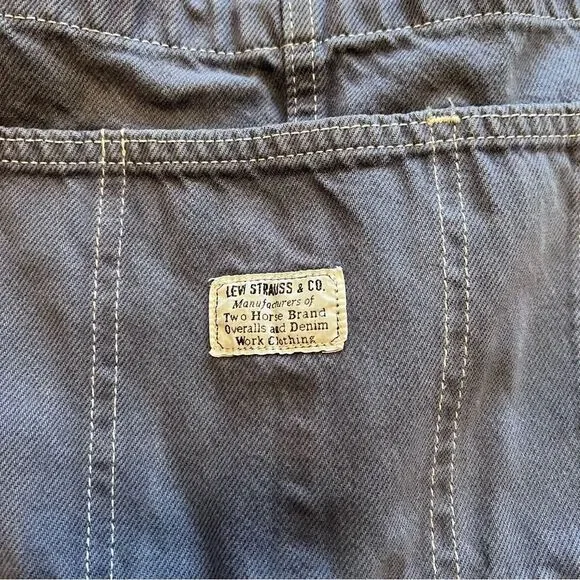 LEVI STRAUSS & CO.
Manufacturers of
Two Horse Brand
Overalls and Denim
Work Clothing